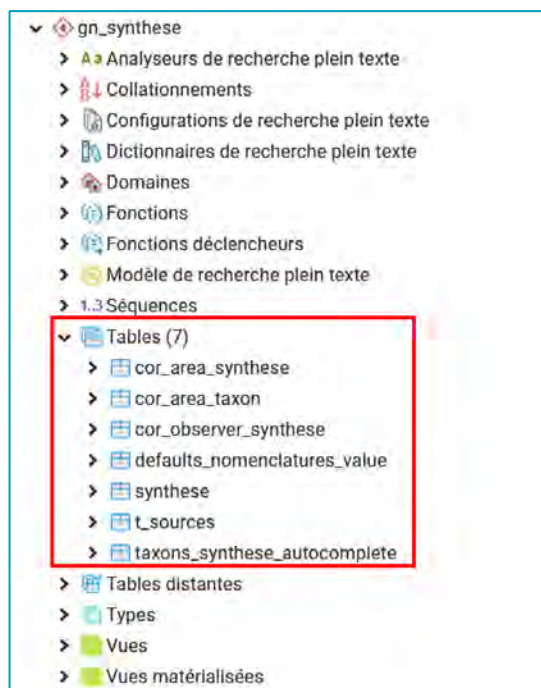 gn_synthese
Analyseurs de recherche plein texte
Collationnements
Configurations de recherche plein texte
Dictionnaires de recherche plein texte
Domaines
Fonctions
Fonctions déclencheurs
Modèle de recherche plein texte
1..3 Séquences
Tables (7)
cor_area_synthese
cor_area_taxon
cor_observer_synthese
defaults_nomenclatures_value
synthese
t_sources
taxons_synthese_autocomplete
Tables distantes
Types
Vues
Vues matérialisées